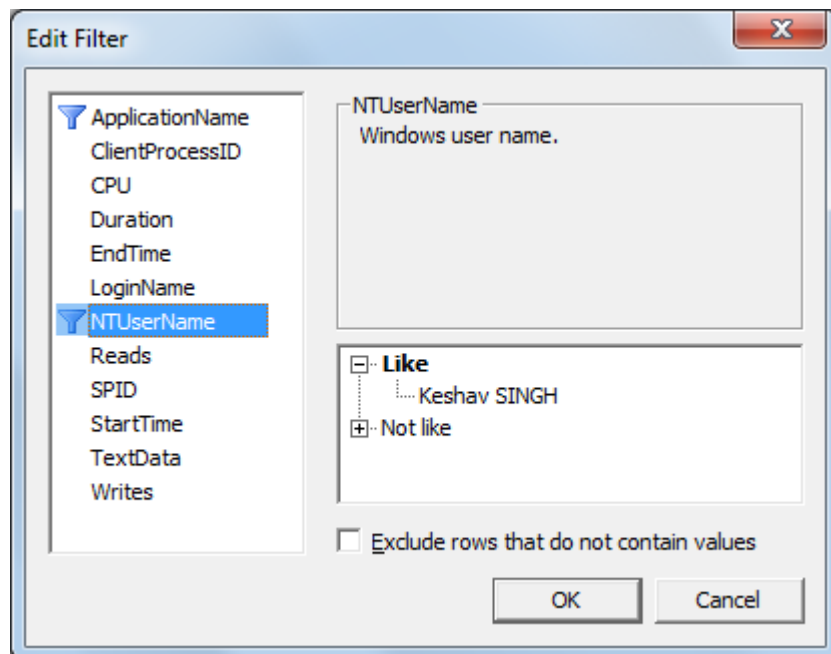 Edit Filter
ApplicationName
ClientProcessID
CPU
Duration
EndTime
LoginName
NTUserName
Reads
SPID
StartTime
TextData
Writes
NTUserName
Windows user name.
Like
Keshav SINGH
Not like
Exclude rows that do not contain values
OK
Cancel